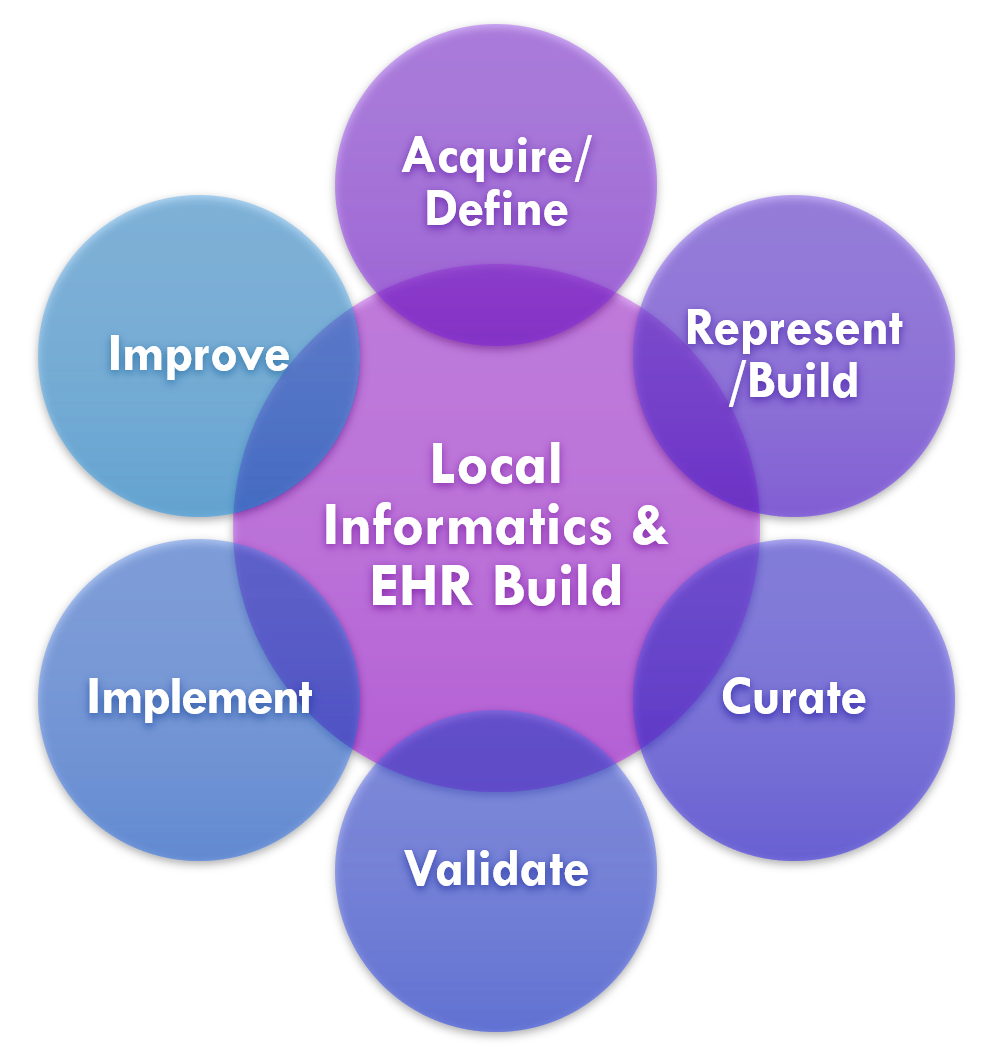 Acquire/
Define
Represent
/Build
Curate
Validate
Implement
Improve
Local
Informatics &
EHR Build